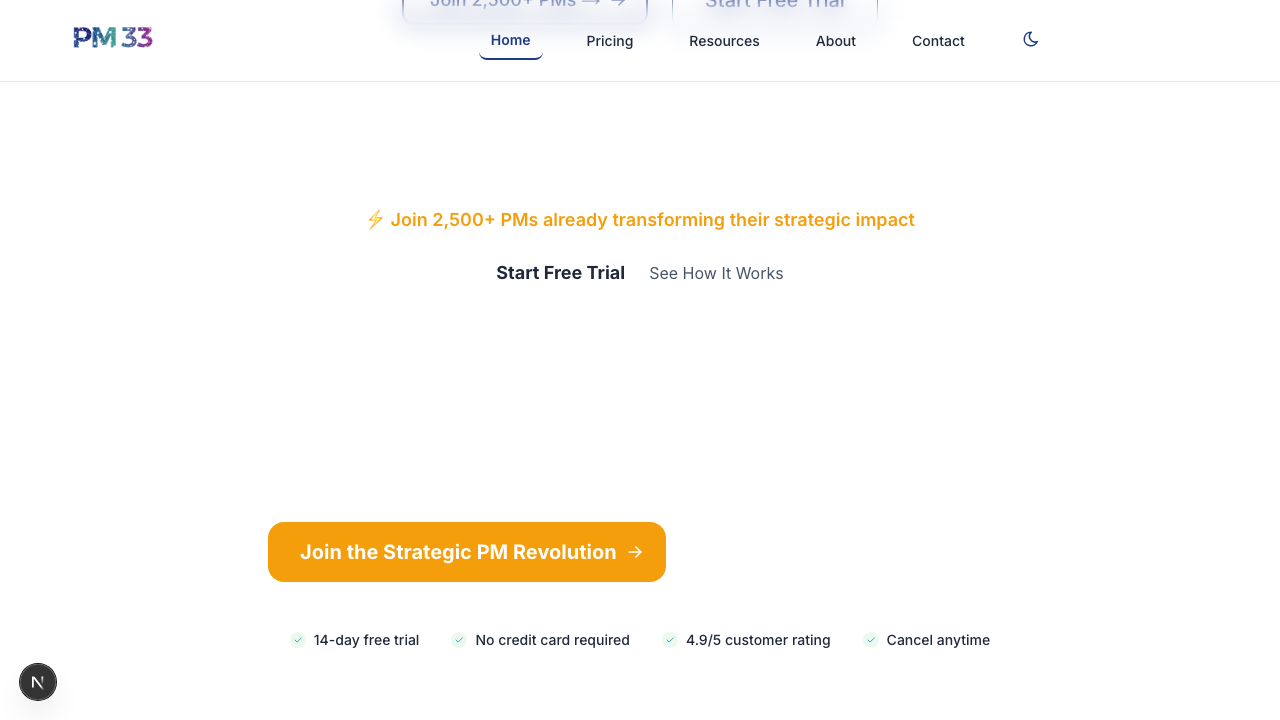 Join 2,500+ PMs → →
Start Free Trial
PM 33
Home
Pricing
Resources
About
Contact
⚡ Join 2,500+ PMs already transforming their strategic impact
Start Free Trial
See How It Works
Join the Strategic PM Revolution →
14-day free trial
No credit card required
4.9/5 customer rating
Cancel anytime
N